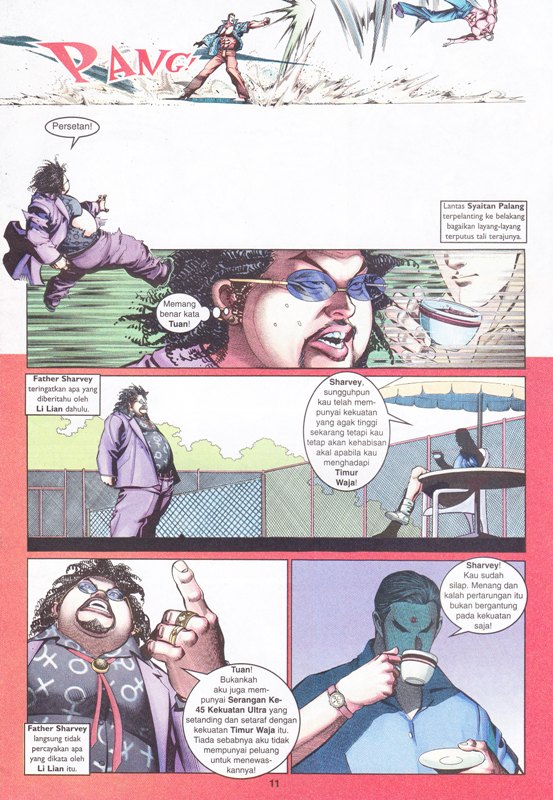 PANG!
Persetan!
Lantas Syaitan Palang
terpelanting ke belakang
bagaikan layang-layang
terputus tali terajunya.
Memang
benar kata
Tuan!
Father Sharvey
teringatkan apa yang
diberitahu oleh
Li Lian dahulu.
Sharvey,
sungguhpun
kau telah mem-
punyai kekuatan
yang agak tinggi
sekarang tetapi kau
tetap akan kehabisan
akal apabila kau
menghadapi
Timur
Waja!
Tuan!
Bukankah
aku juga mem-
punyai Serangan Ke-
45 Kekuatan Ultra yang
setanding dan setaraf dengan
kekuatan Timur Waja itu.
Tiada sebabnya aku tidak
mempunyai peluang
untuk menewas-
kannya!
Father Sharvey
langsung tidak
percayakan apa
yang dikata oleh
Li Lian itu.
Sharvey!
Kau sudah
silap. Menang dan
kalah pertarungan itu
bukan bergantung
pada kekuatan
saja!
11